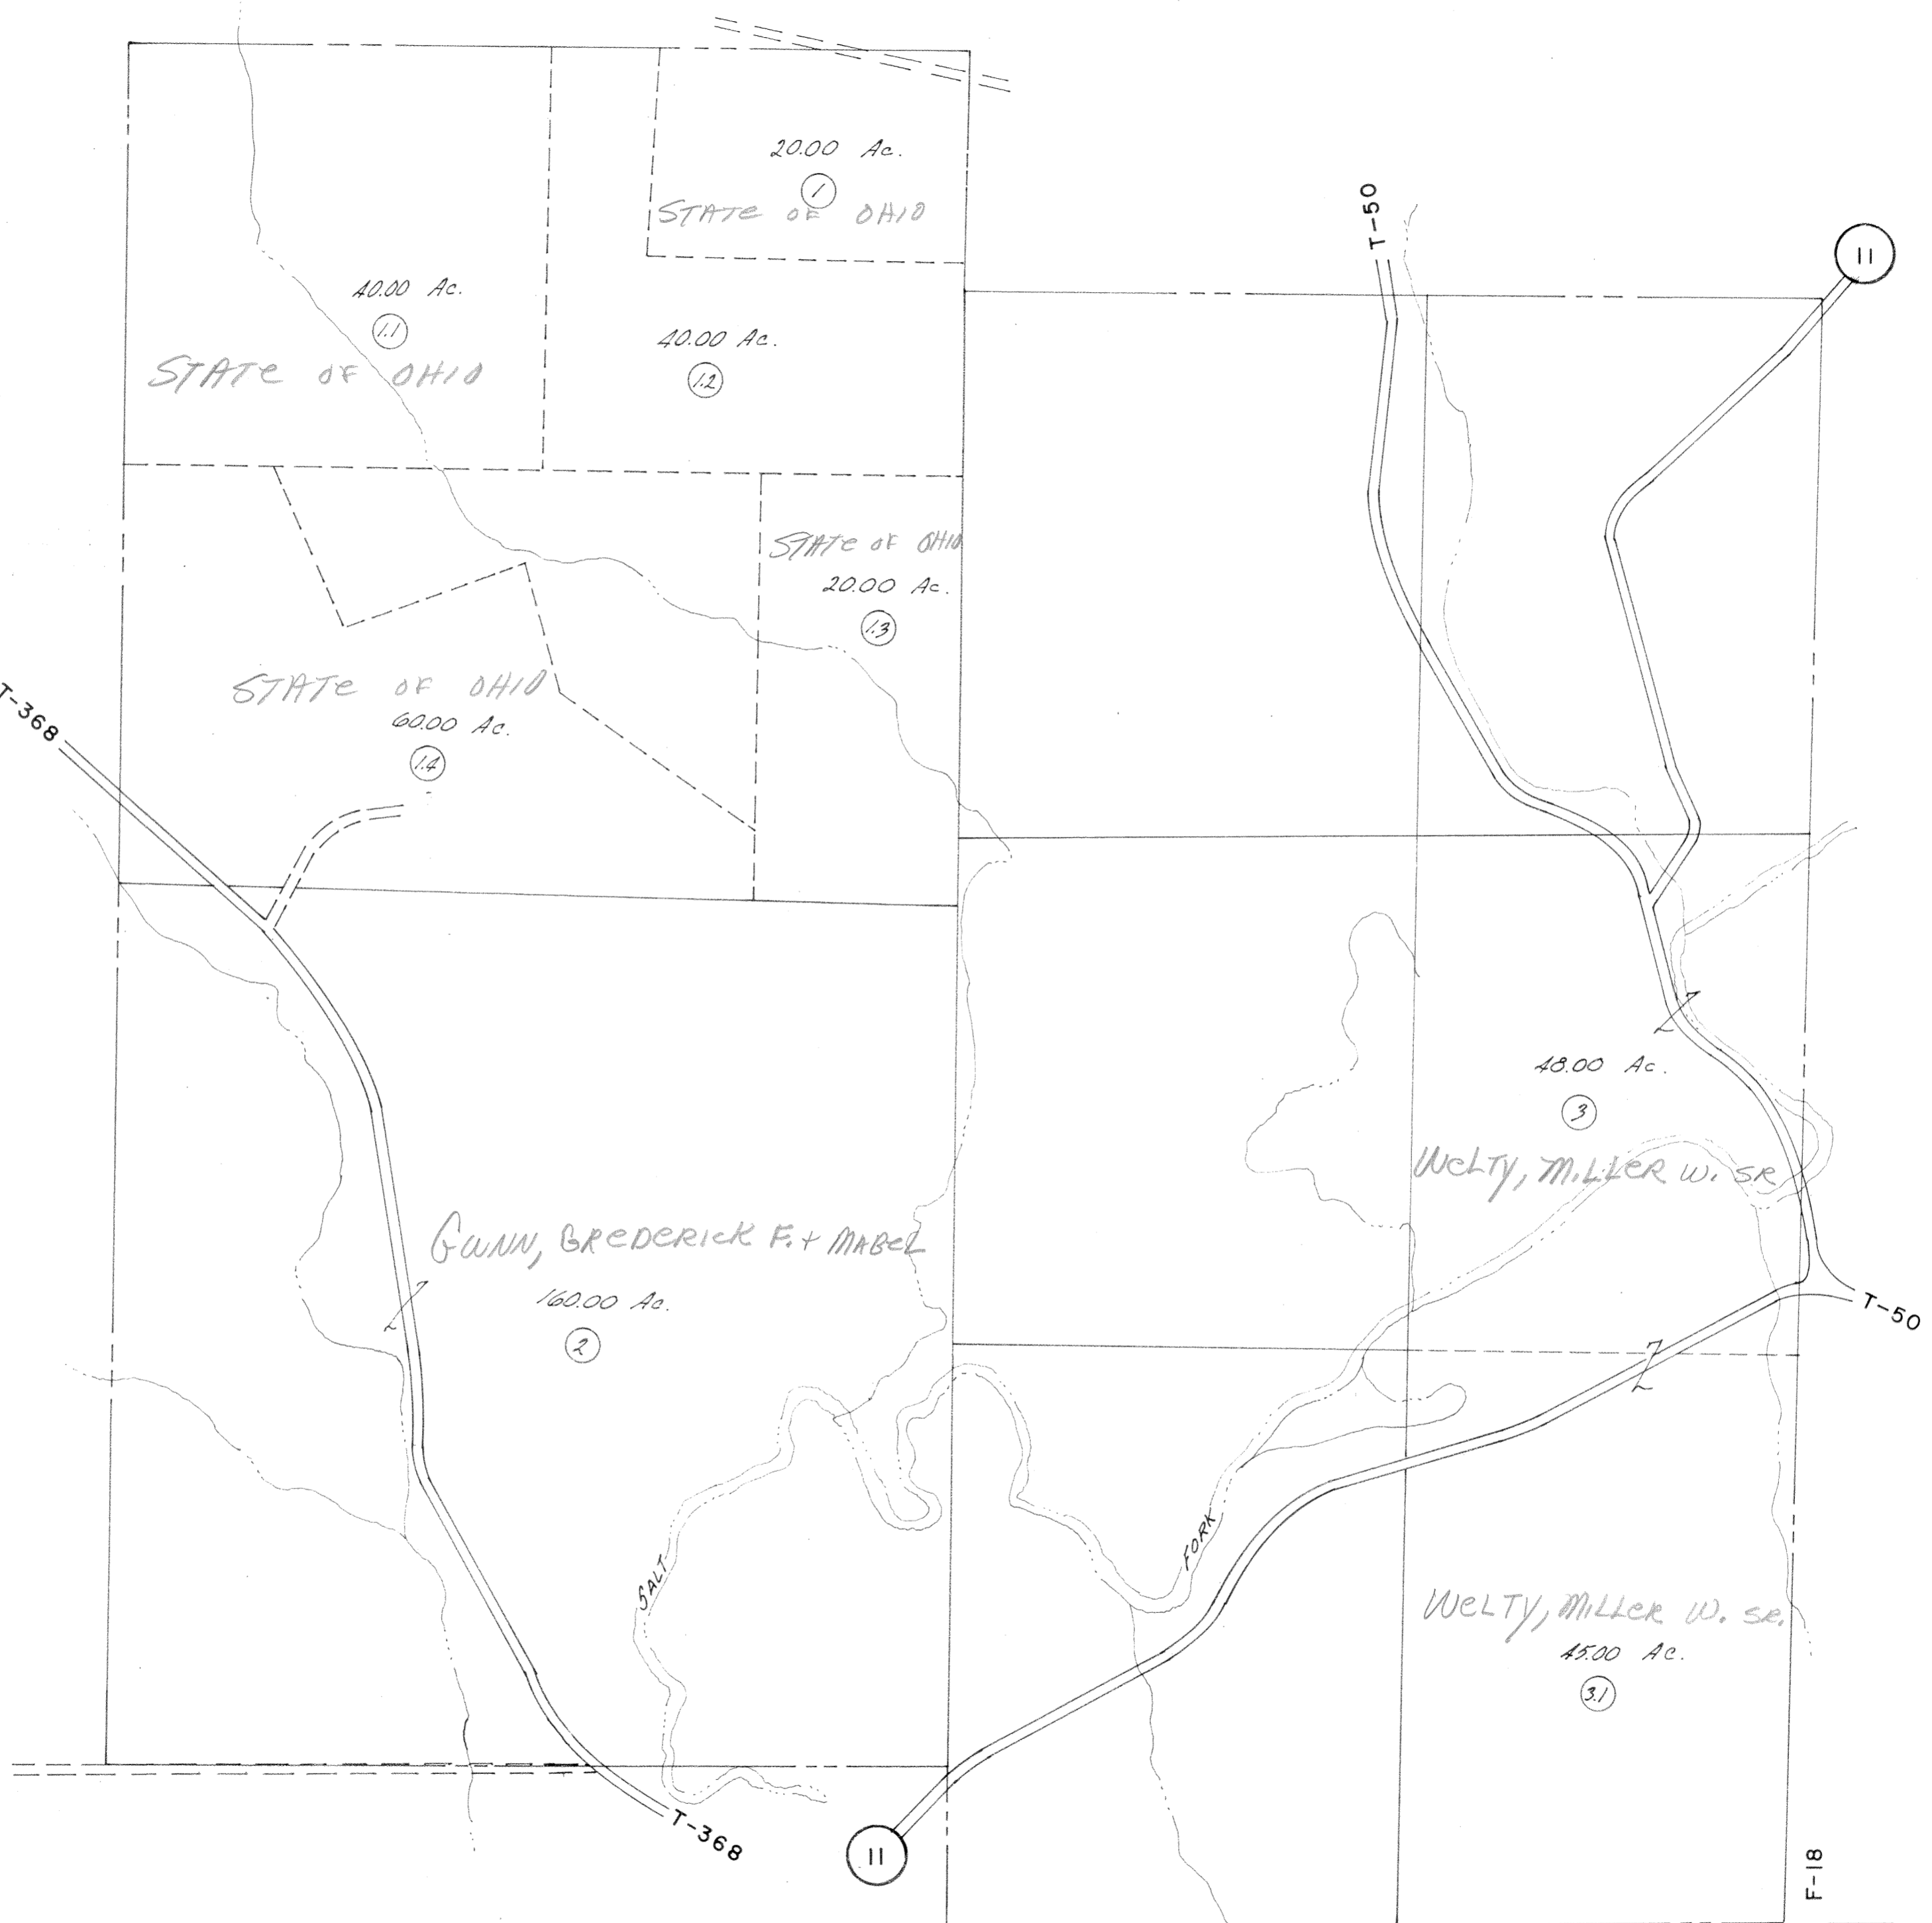 20.00 Ac.
1
STATE OF OHIO
T-50
11
40.00 Ac.
1.1
STATE OF OHIO
40.00 Ac.
1.2
STATE OF OHIO
20.00 Ac.
1.3
STATE OF OHIO
60.00 Ac.
1.4
T-368
48.00 Ac.
3
WELTY, MILLER W. SR
GWNN, GREDERICK F. + MABEL
160.00 Ac.
2
T-50
SALT
FORK
WELTY, MILLER W. SR.
45.00 AC.
3.1
T-368
11
F-18